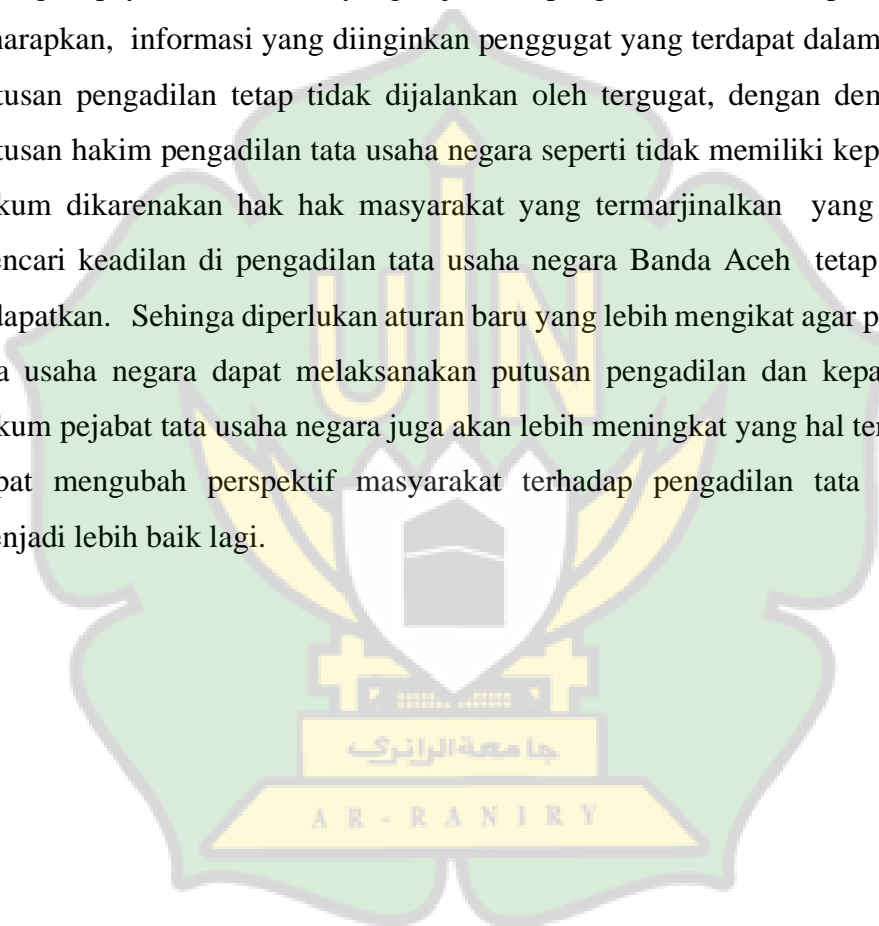 harapkan, informasi yang diinginkan penggugat yang terdapat dalam
tusan pengadilan tetap tidak dijalankan oleh tergugat, dengan dem
tusan hakim pengadilan tata usaha negara seperti tidak memiliki kep
kum dikarenakan hak hak masyarakat yang termarjinalkan yang
encari keadilan di pengadilan tata usaha negara Banda Aceh tetap
dapatkan. Sehinga diperlukan aturan baru yang lebih mengikat agar p
a usaha negara dapat melaksanakan putusan pengadilan dan kepa
kum pejabat tata usaha negara juga akan lebih meningkat yang hal ter
pat mengubah perspektif masyarakat terhadap pengadilan tata
enjadi lebih baik lagi.
UIN
جامعة الرانري
AR-RANIRY